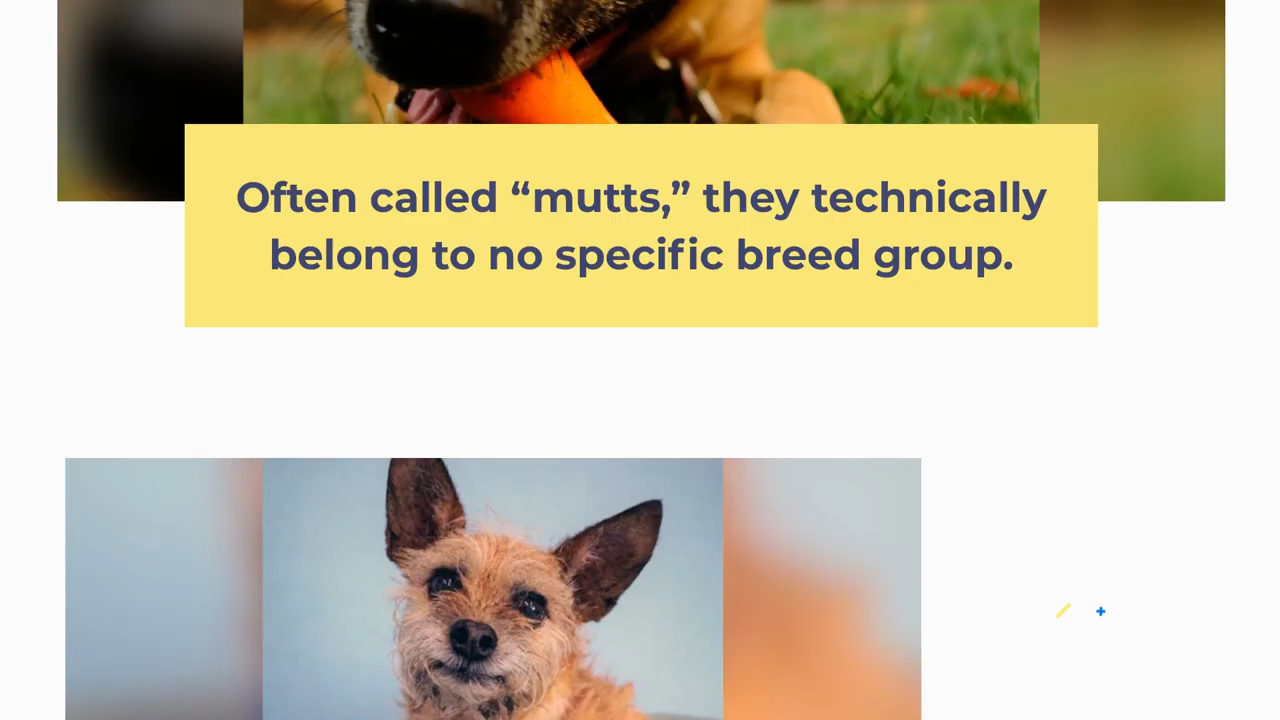 Often called “mutts,” they technically
belong to no specific breed group.